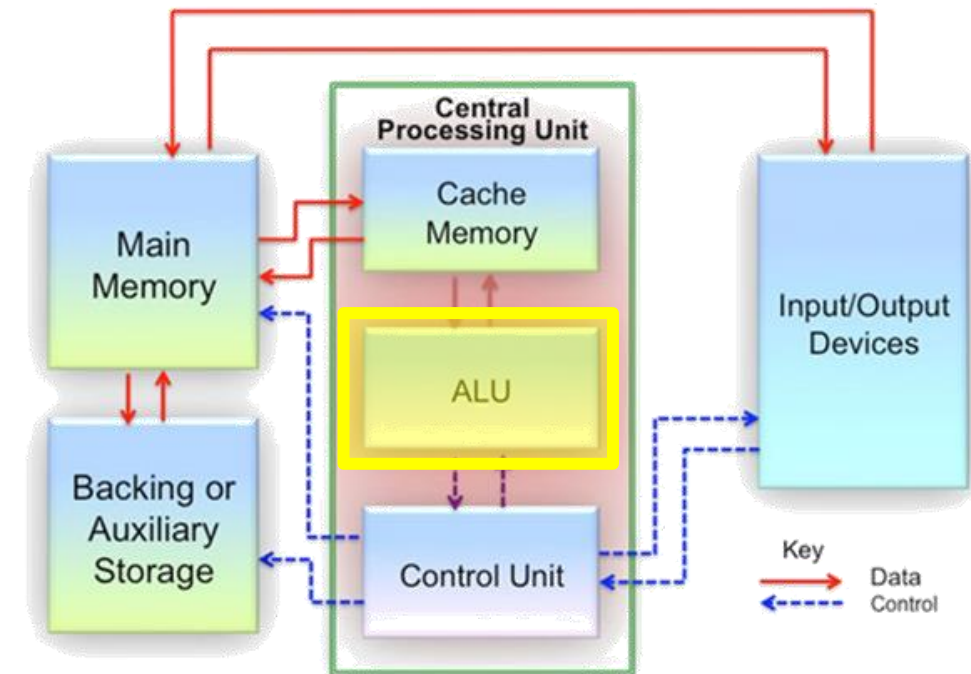 Central
Processing Unit
Cache
Memory
Main
Memory
Input/Output
Devices
ALU
Backing or
Auxiliary
Storage
Control Unit
Key
Data
Control